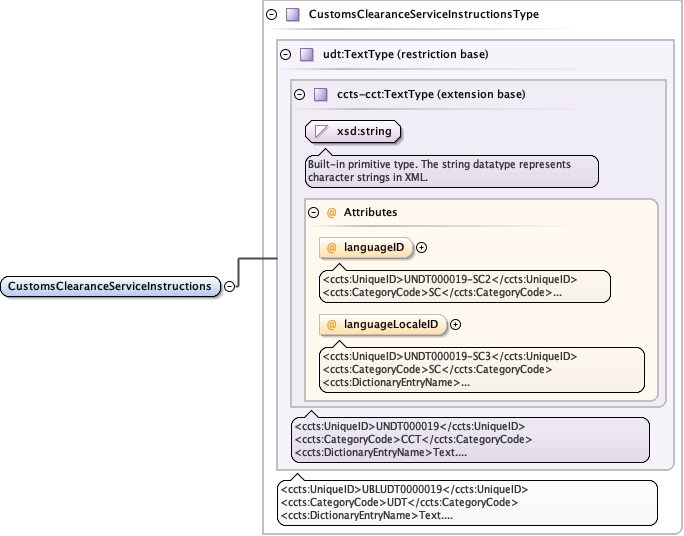 CustomsClearanceServiceInstructionsType
udt:TextType (restriction base)
ccts-cct:TextType (extension base)
xsd:string
Built-in primitive type. The string datatype represents
character strings in XML.
@ Attributes
@ languageID
<ccts:UniqueID>UNDT000019-SC2</ccts:UniqueID>
<ccts:CategoryCode>SC</ccts:CategoryCode>...
CustomsClearanceServiceInstructions
@ languageLocaleID
<ccts:UniqueID>UNDT000019-SC3</ccts:UniqueID>
<ccts:CategoryCode>SC</ccts:CategoryCode>
<ccts:DictionaryEntryName>...
<ccts:UniqueID>UNDT000019</ccts:UniqueID>
<ccts:CategoryCode>CCT</ccts:CategoryCode>
<ccts:DictionaryEntryName>Text....
<ccts:UniqueID>UBLUDT0000019</ccts:UniqueID>
<ccts:CategoryCode>UDT</ccts:CategoryCode>
<ccts:DictionaryEntryName>Text....